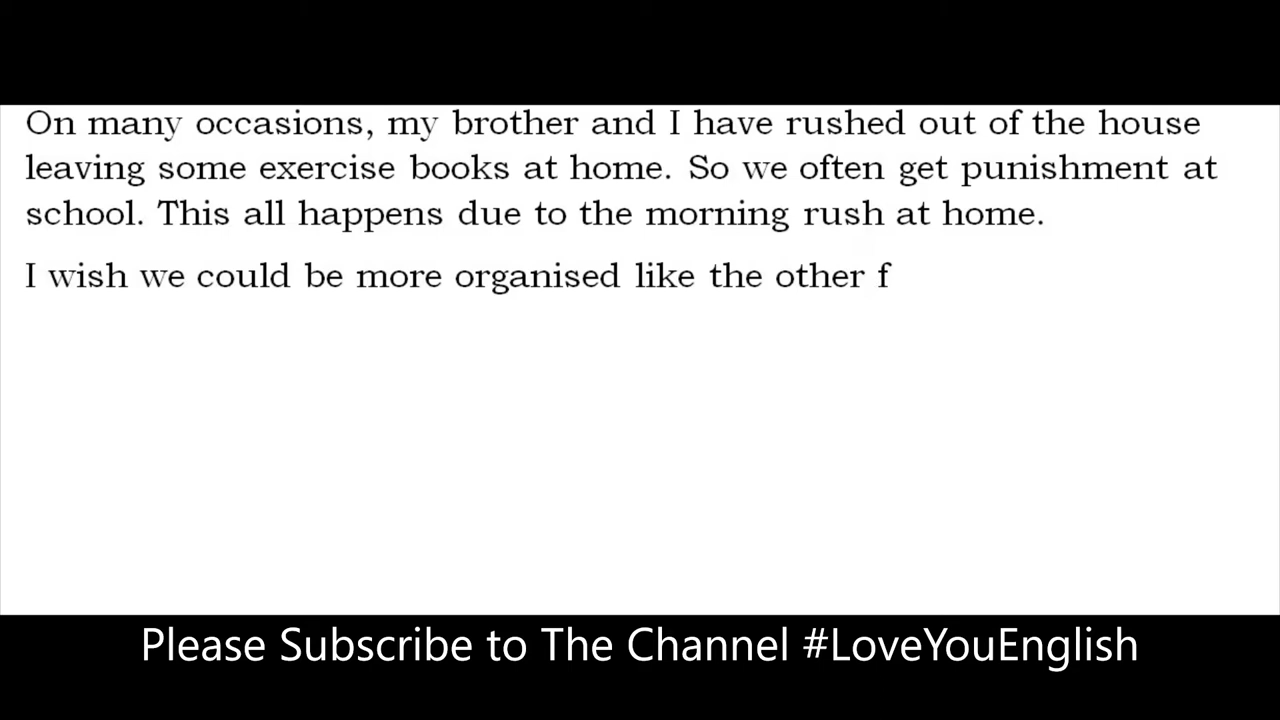 On many occasions, my brother and I have rushed out of the house
leaving some exercise books at home. So we often get punishment at
school. This all happens due to the morning rush at home.
I wish we could be more organised like the other f
Please Subscribe to The Channel #LoveYouEnglish